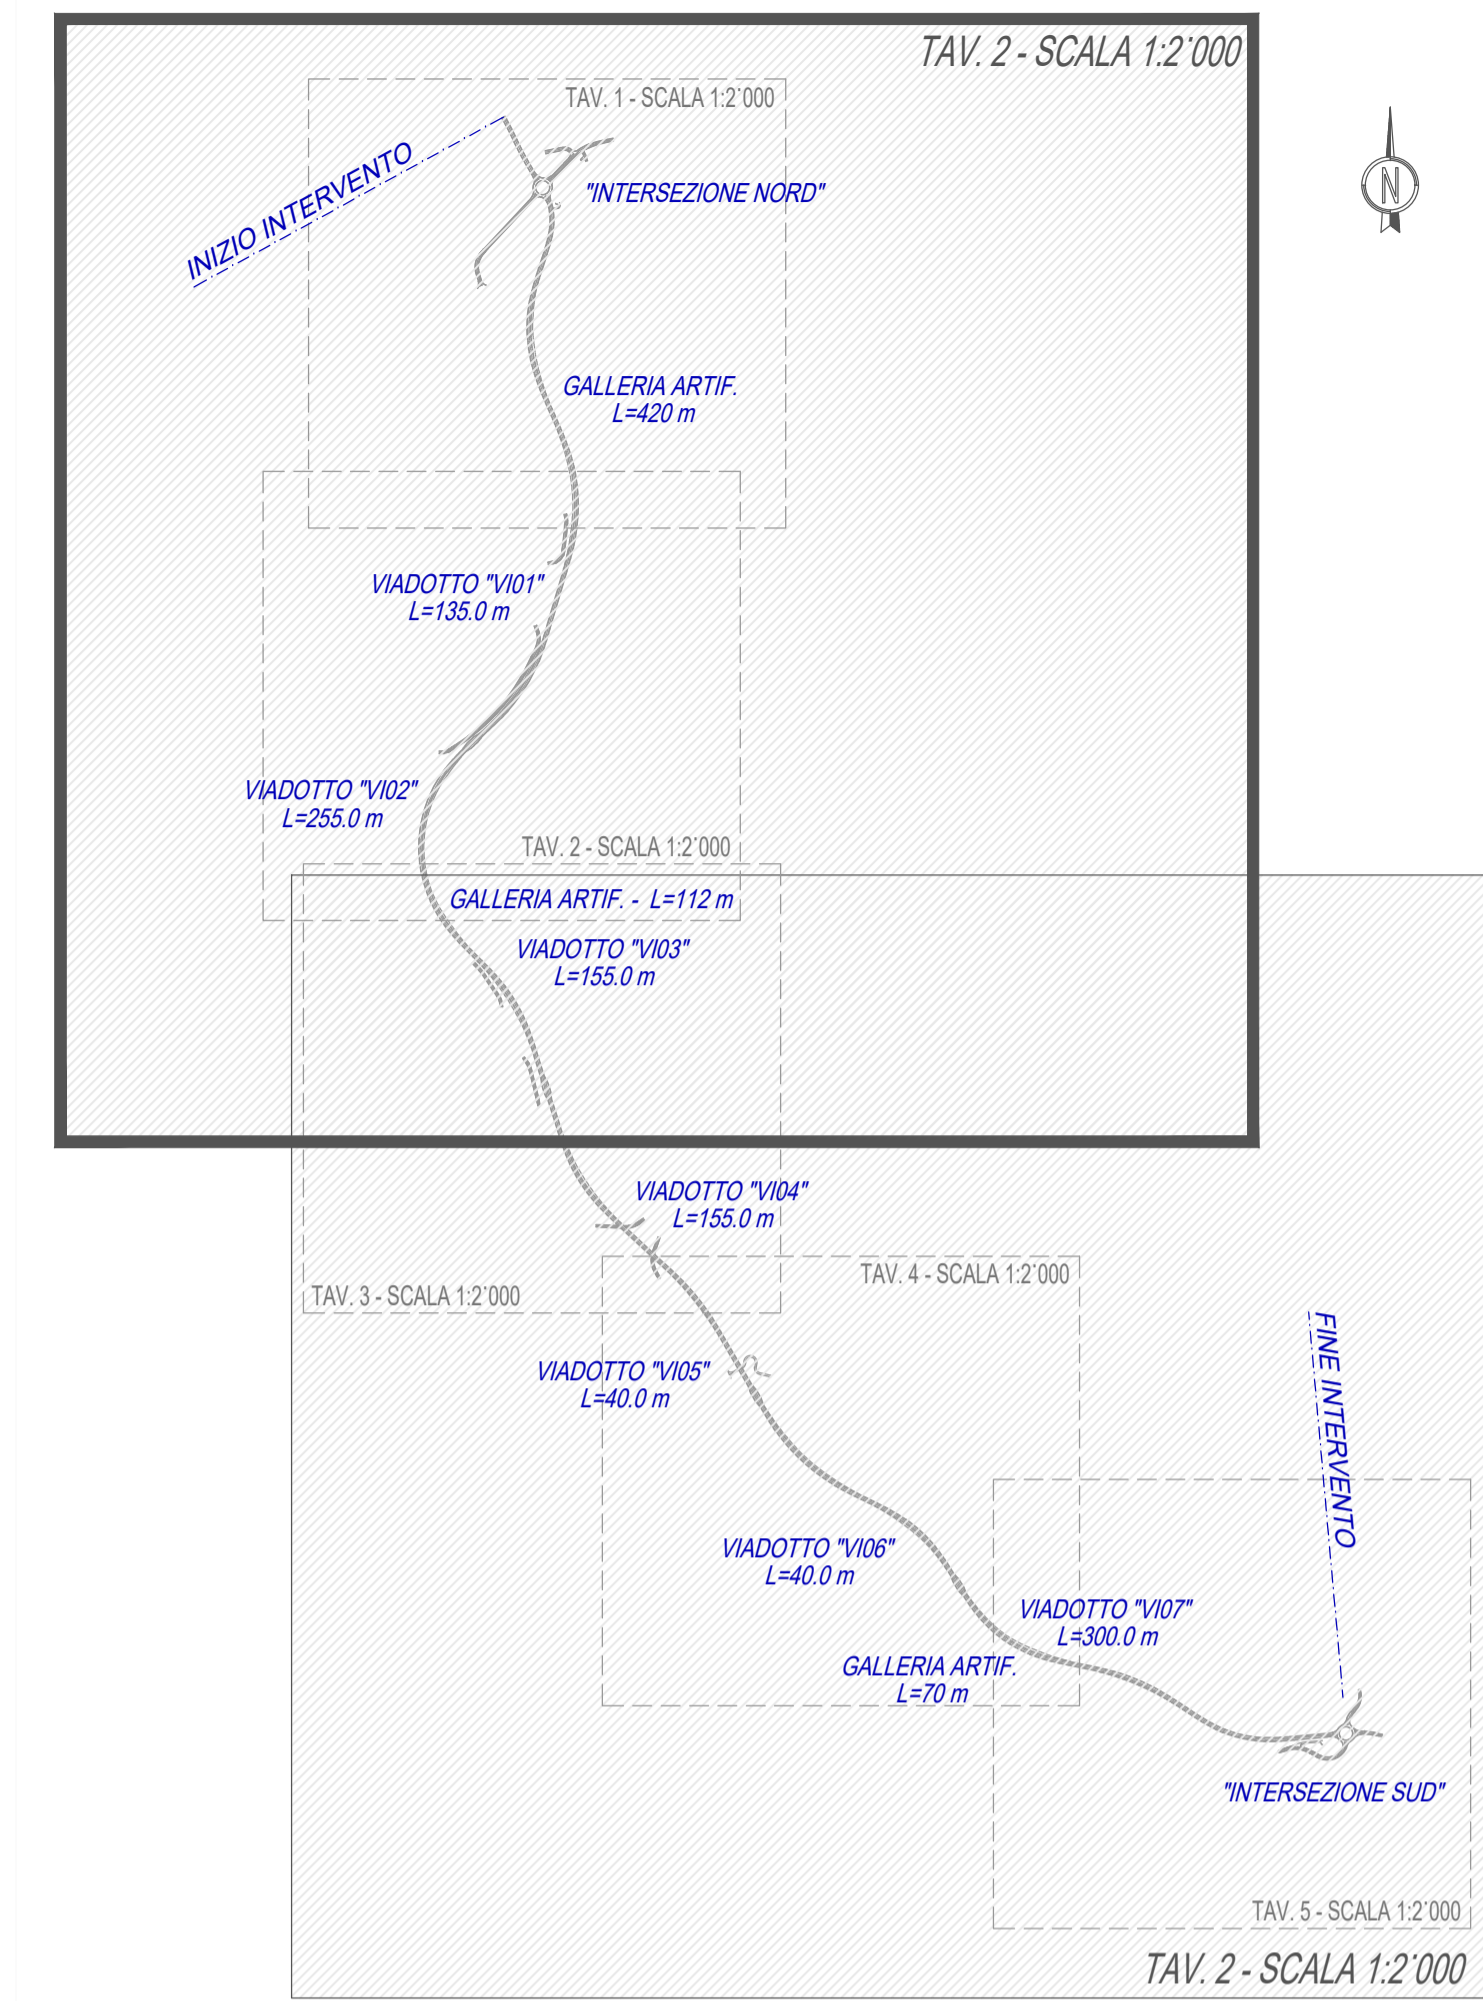 TAV. 2 - SCALA 1:2˙000
TAV. 1 - SCALA 1:2˙000
INIZIO INTERVENTO
"INTERSEZIONE NORD"
N
GALLERIA ARTIF.
L=420 m
VIADOTTO "VI01"
L=135.0 m
VIADOTTO "VI02"
L=255.0 m
TAV. 2 - SCALA 1:2˙000
GALLERIA ARTIF. - L=112 m
VIADOTTO "VI03"
L=155.0 m
VIADOTTO "VI04"
L=155.0 m
TAV. 4 - SCALA 1:2˙000
TAV. 3 - SCALA 1:2˙000
FINE INTERVENTO
VIADOTTO "VI05"
L=40.0 m
VIADOTTO "VI06"
L=40.0 m
VIADOTTO "VI07"
L=300.0 m
GALLERIA ARTIF.
L=70 m
"INTERSEZIONE SUD"
TAV. 5 - SCALA 1:2˙000
TAV. 2 - SCALA 1:2˙000